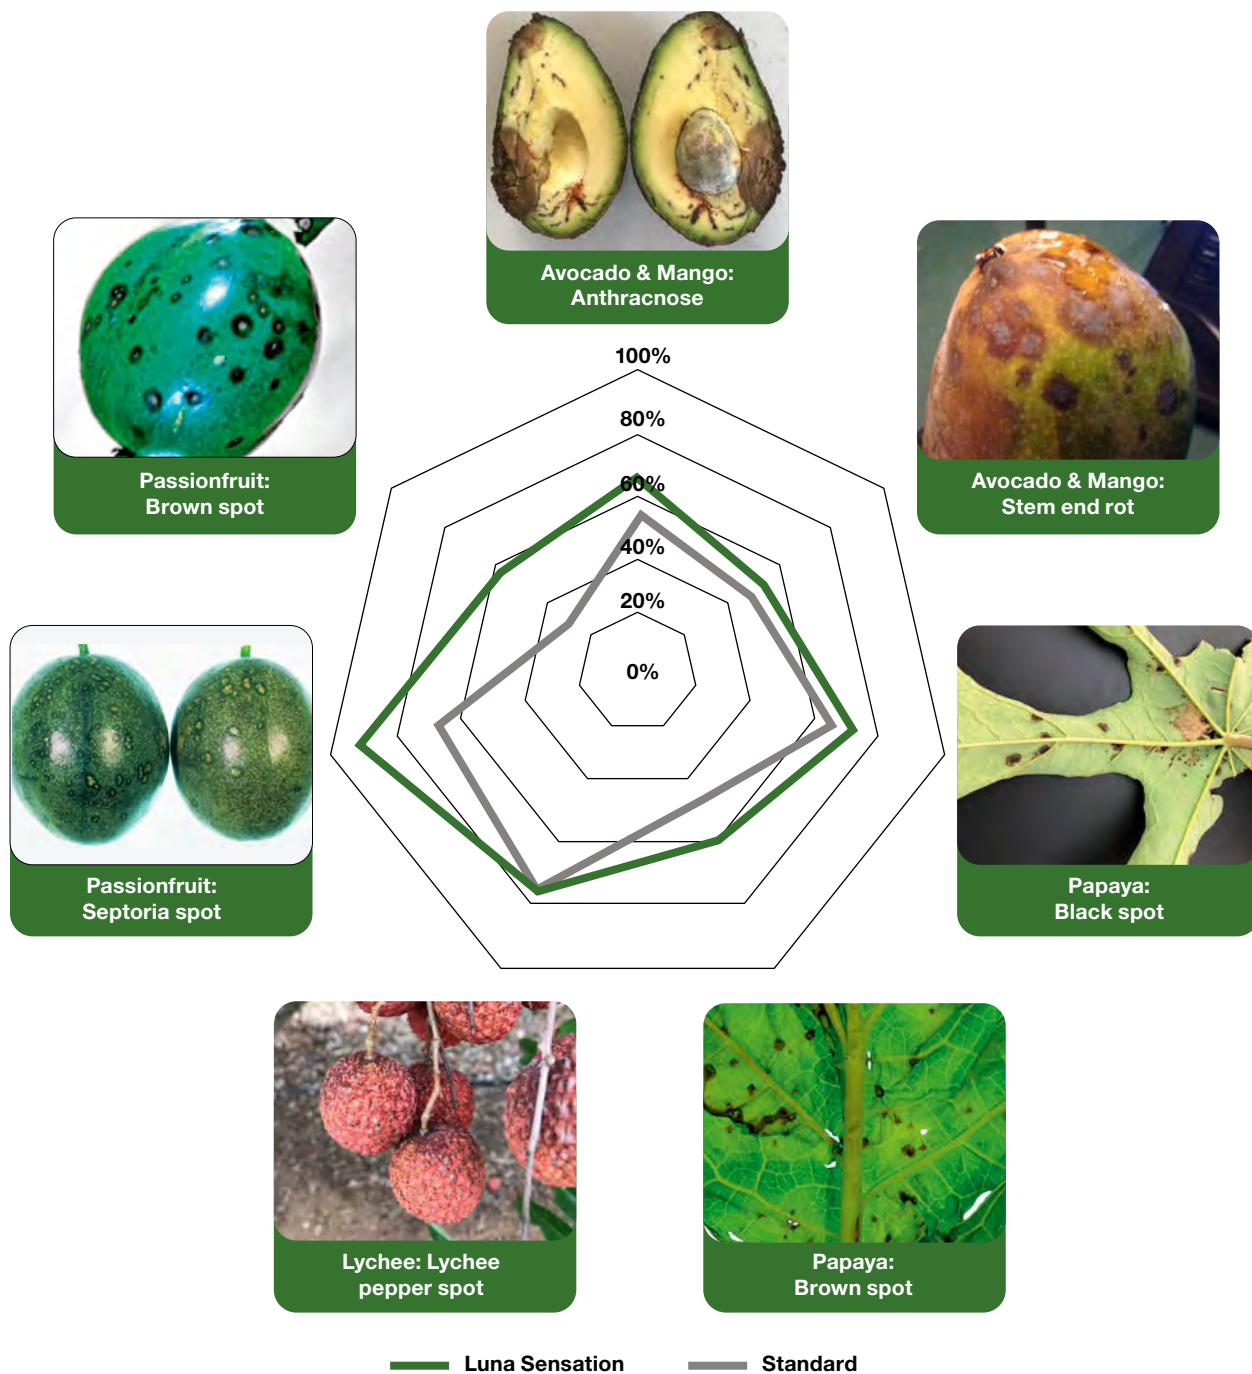 Avocado & Mango:
Anthracnose
Passionfruit:
Brown spot
Avocado & Mango:
Stem end rot
100%
80%
60%
40%
20%
0%
Passionfruit:
Septoria spot
Papaya:
Black spot
Lychee: Lychee
pepper spot
Papaya:
Brown spot
Luna Sensation
Standard